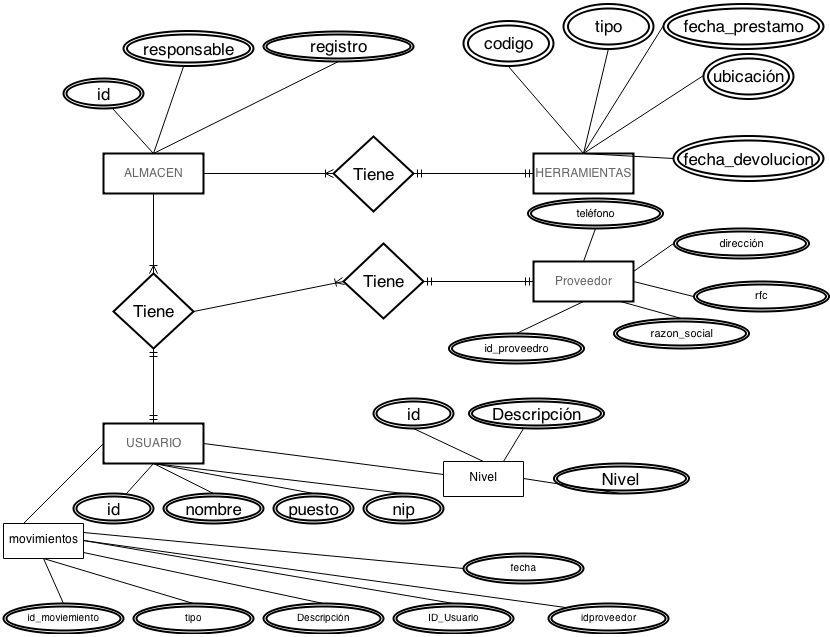 tipo
fecha_prestamo
responsable
registro
codigo
ubicación
id
ALMACEN
Tiene
HERRAMIENTAS
fecha_devolucion
teléfono
dirección
Tiene
Proveedor
rfc
Tiene
razon_social
id_proveedro
id
Descripción
USUARIO
Nivel
Nivel
id
nombre
puesto
nip
movimientos
fecha
id_moviemiento
tipo
Descripción
ID_Usuario
idproveedor